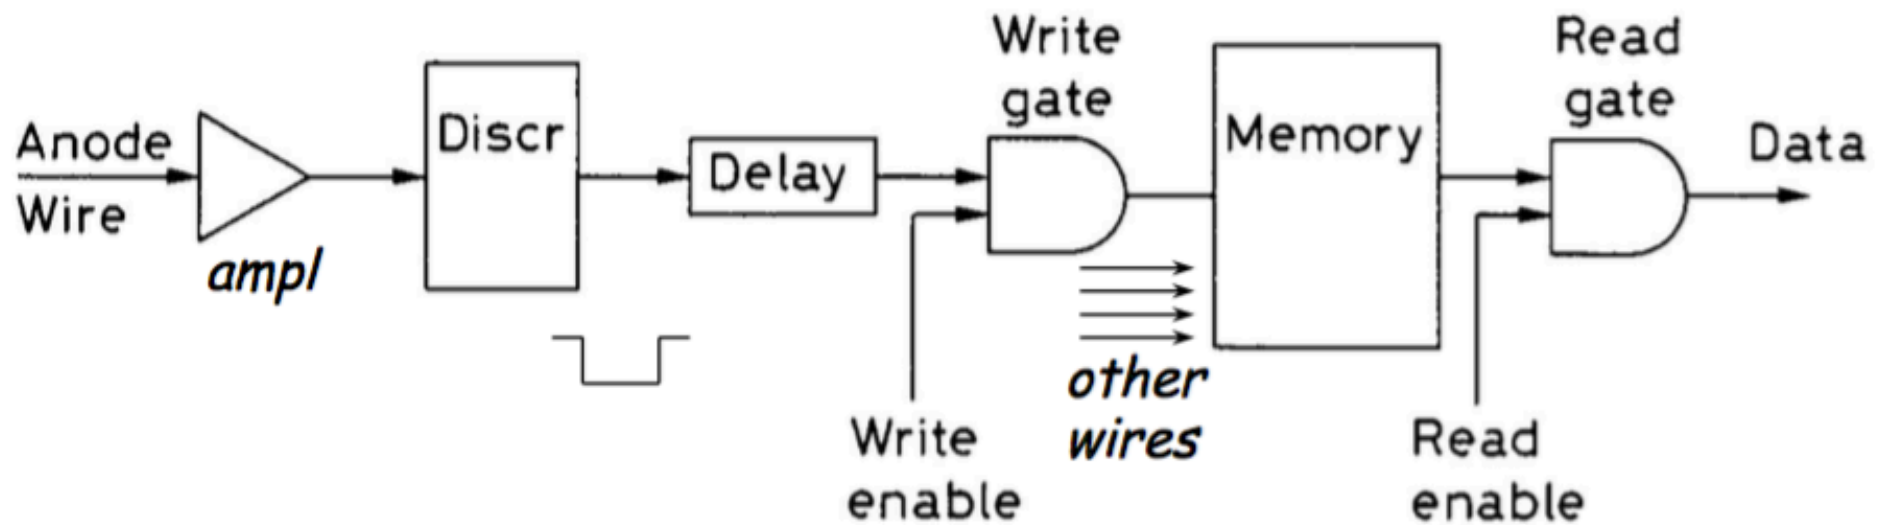 Anode
Wire
ampl
Discr
Delay
Write
gate
Write
enable
other
wires
Memory
Read
gate
Read
enable
Data